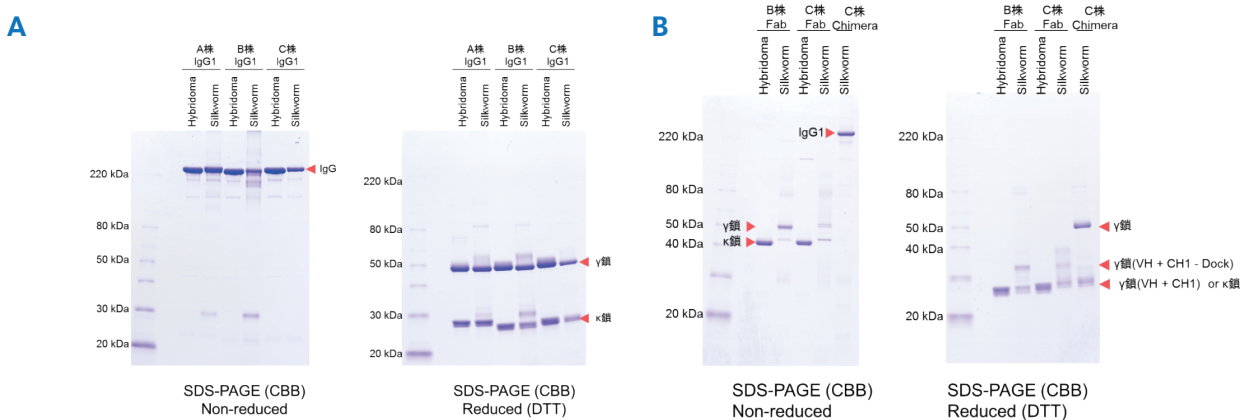 A
A株
IgG1
B株
IgG1
C株
IgG1
Hybridoma
Silkworm
Hybridoma
Silkworm
Hybridoma
Silkworm
220 kDa
80 kDa
50 kDa
30 kDa
20 kDa
IgG
SDS-PAGE (CBB)
Non-reduced
A株
IgG1
B株
IgG1
C株
IgG1
Hybridoma
Silkworm
Hybridoma
Silkworm
Hybridoma
Silkworm
220 kDa
80 kDa
50 kDa
30 kDa
20 kDa
γ鎖
κ鎖
SDS-PAGE (CBB)
Reduced (DTT)
B
B株
Fab
C株
Fab
C株
Chimera
Hybridoma
Silkworm
Hybridoma
Silkworm
Silkworm
220 kDa
80 kDa
50 kDa
40 kDa
20 kDa
IgG1
γ鎖
κ鎖
SDS-PAGE (CBB)
Non-reduced
B株
Fab
C株
Fab
C株
Chimera
Hybridoma
Silkworm
Hybridoma
Silkworm
Silkworm
220 kDa
80 kDa
50 kDa
40 kDa
20 kDa
γ鎖
γ鎖(VH + CH1 - Dock)
γ鎖(VH + CH1) or κ鎖
SDS-PAGE (CBB)
Reduced (DTT)